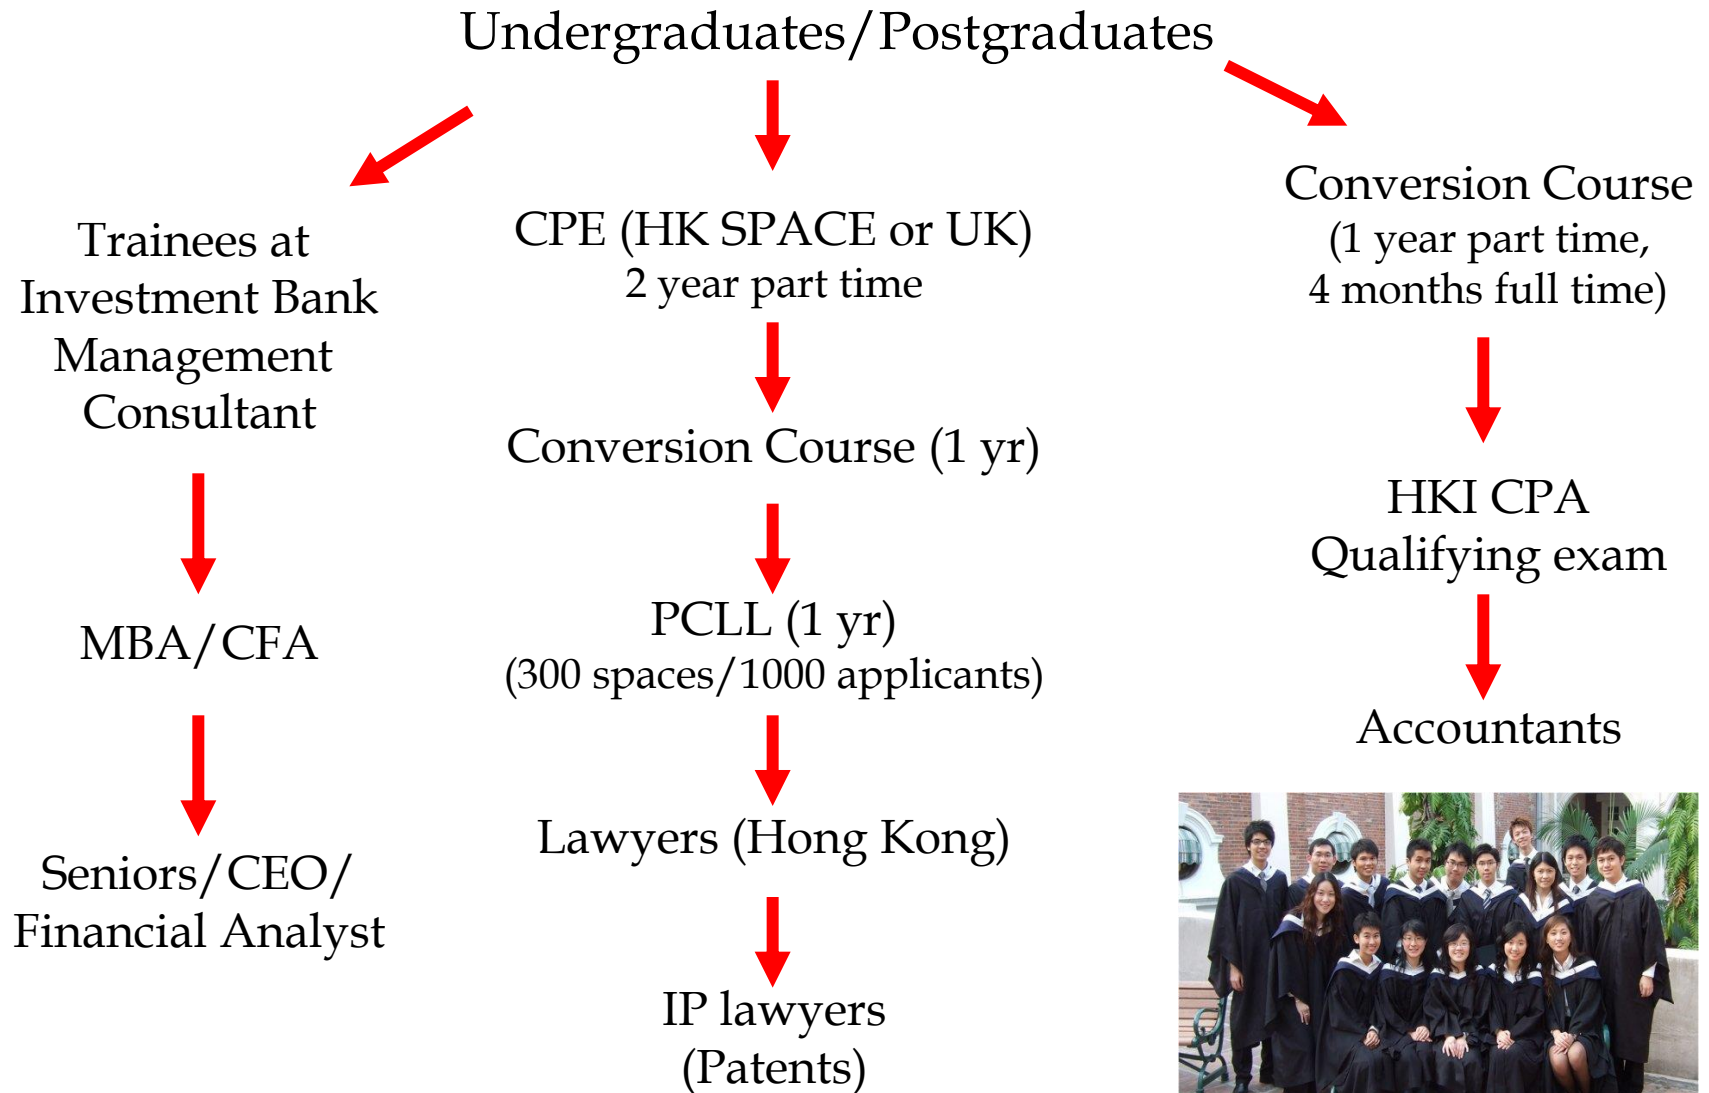 Undergraduates/Postgraduates
Trainees at
Investment Bank
Management
Consultant
MBA/CFA
Seniors/CEO/
Financial Analyst
CPE (HK SPACE or UK)
2 year part time
Conversion Course (1 yr)
PCLL (1 yr)
(300 spaces/1000 applicants)
Lawyers (Hong Kong)
IP lawyers
(Patents)
Conversion Course
(1 year part time,
4 months full time)
HKI CPA
Qualifying exam
Accountants